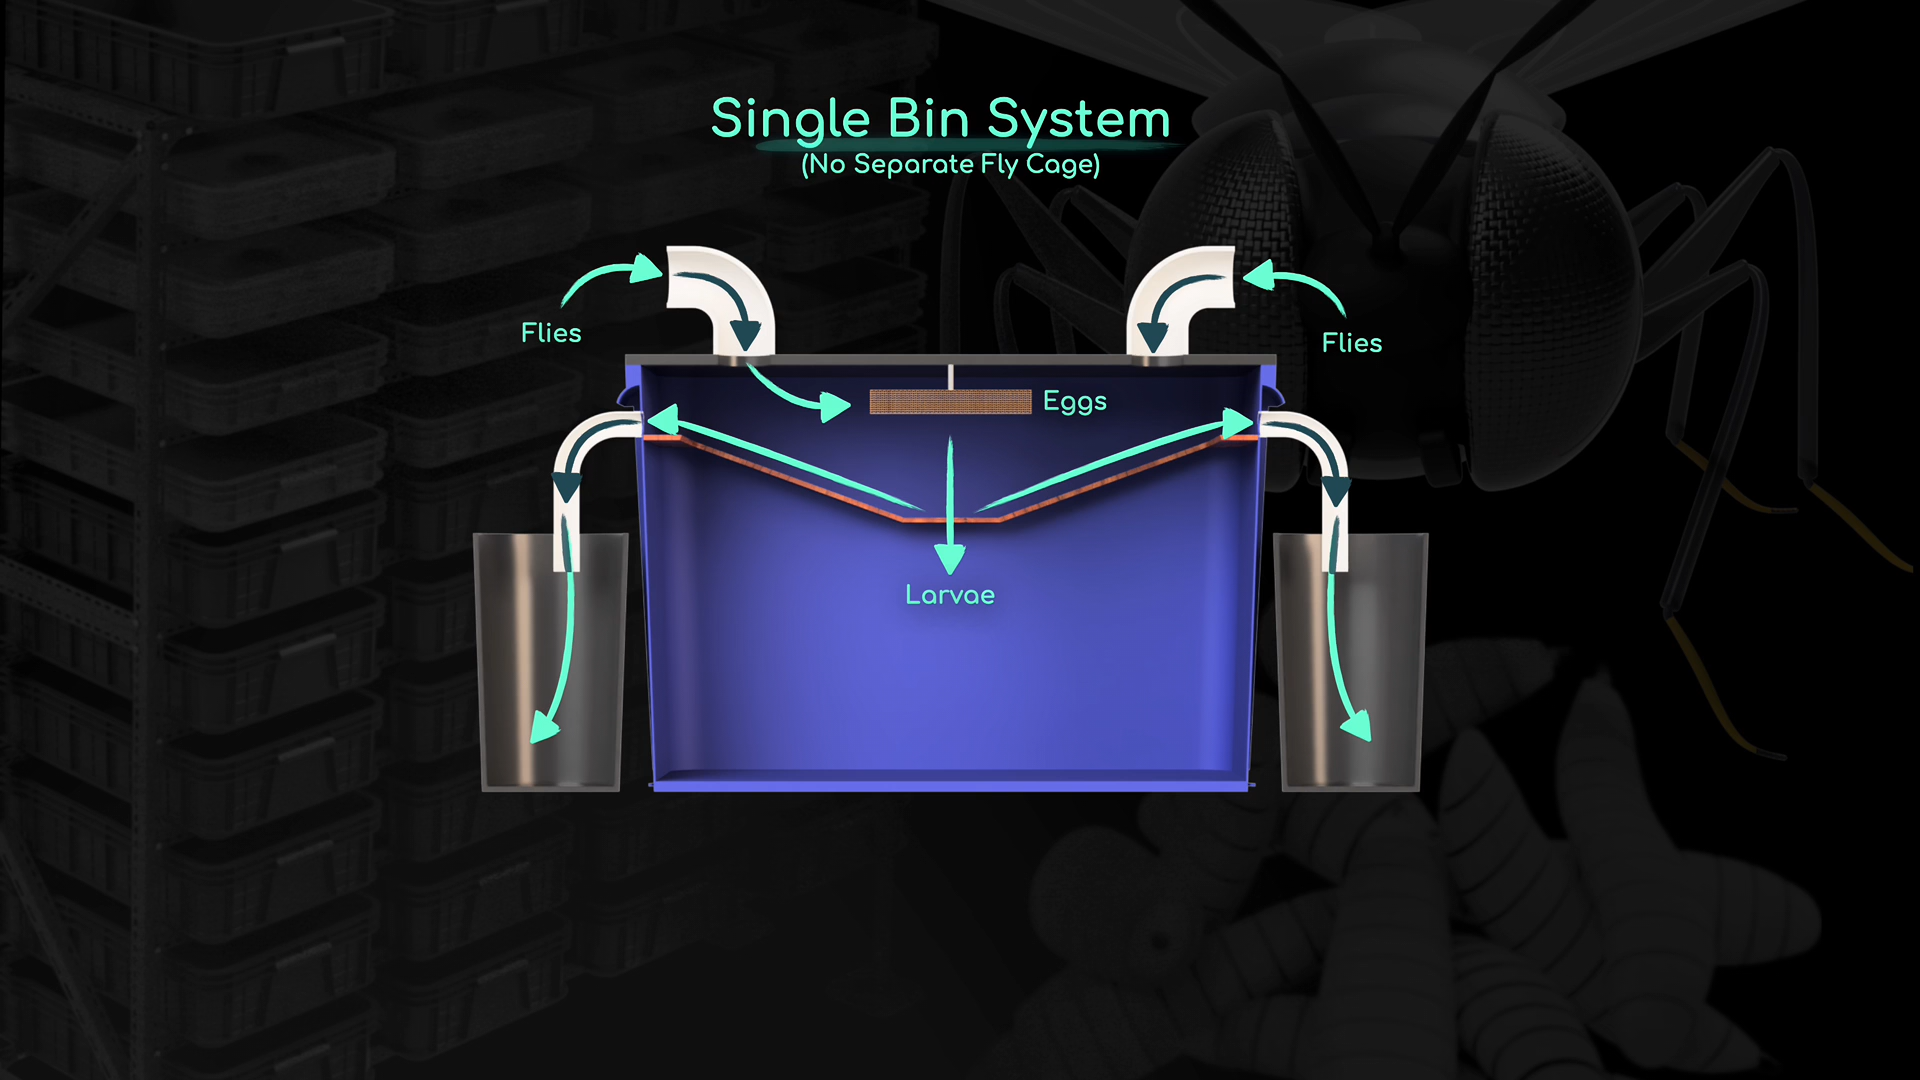 Single Bin System
(No Separate Fly Cage)
Flies
Flies
Eggs
Larvae